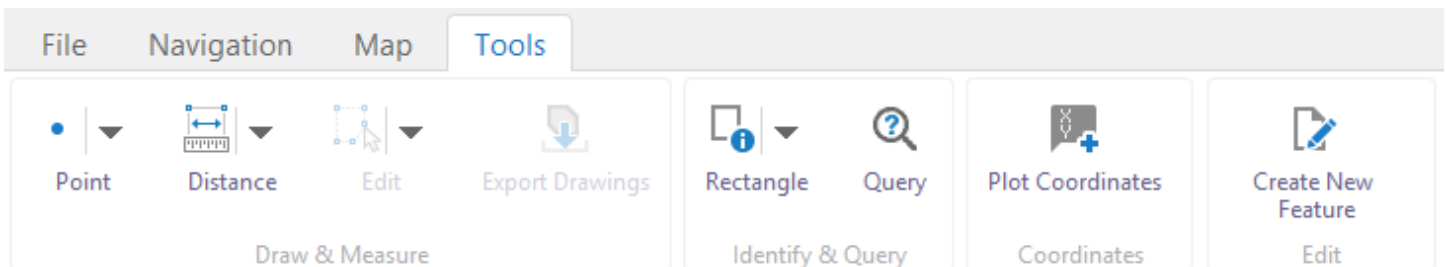 File Navigation Map Tools
Point Distance Edit Export Drawings Rectangle Query Plot Coordinates Create New
Feature
Draw & Measure Identify & Query Coordinates Edit